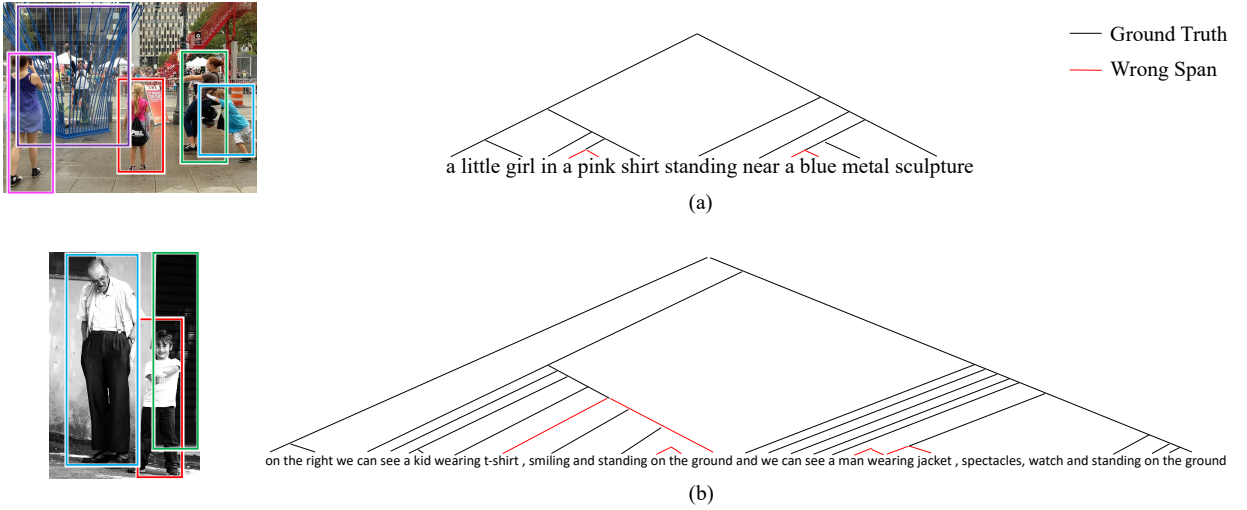 Ground Truth
Wrong Span
a little girl in a pink shirt standing near a blue metal sculpture
(a)
on the right we can see a kid wearing t-shirt , smiling and standing on the ground and we can see a man wearing jacket , spectacles, watch and standing on the ground
(b)